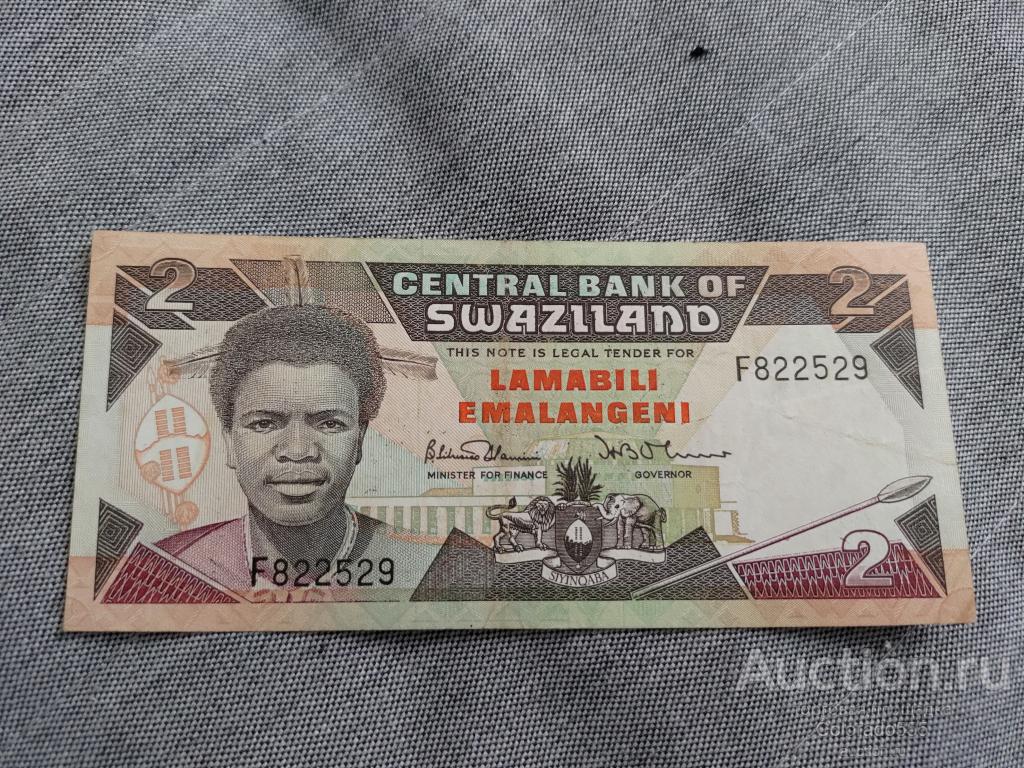 2
CENTRAL BANK OF
2
SWAZILAND
THIS NOTE IS LEGAL TENDER FOR
F822529
LAMABILI
EMALANGENI
MINISTER FOR FINANCE
GOVERNOR
F822529
SIYINQABA
2
Auction.ru